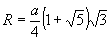 R = a/4 (1 + √5) √3